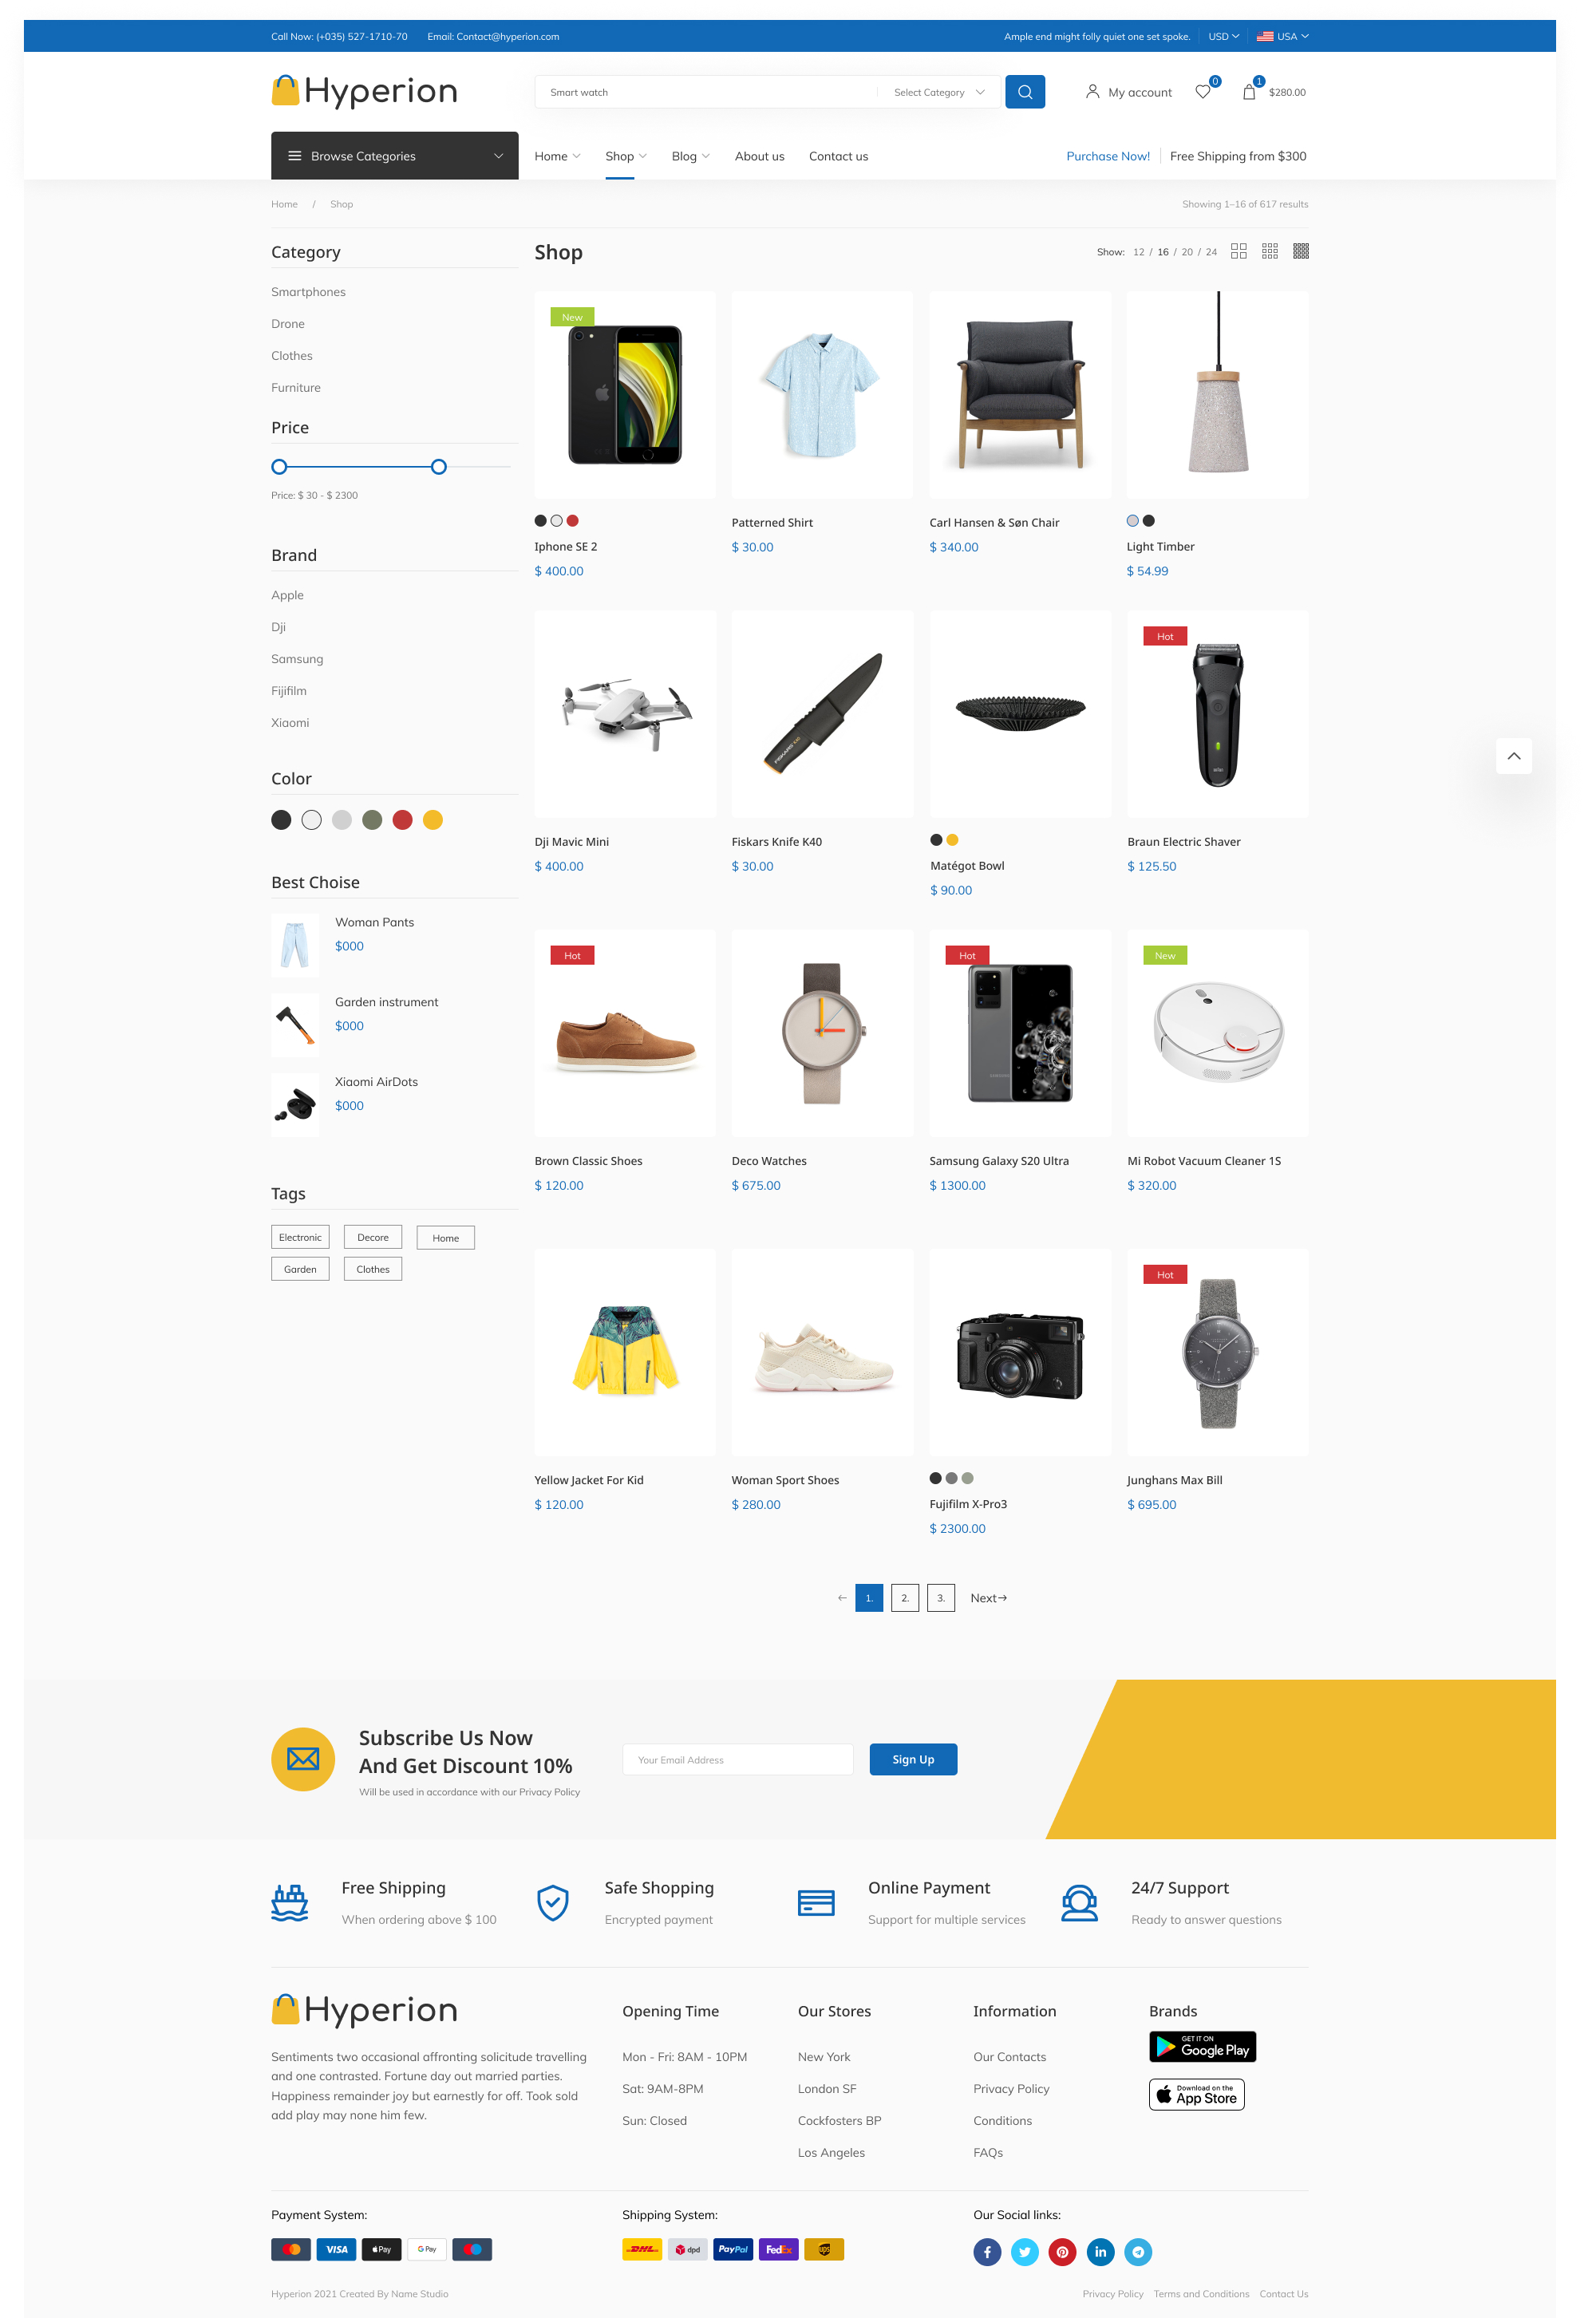 Call Now: (+035) 527-1710-70 Email: Contact@hyperion.com Ample end might folly quiet one set spoke. USD USA
Hyperion Smart watch Select Category My account 0 1 $280.00
Browse Categories Home Shop Blog About us Contact us Purchase Now! Free Shipping from $300
Home / Shop Showing 1–16 of 617 results
Category
Smartphones
Drone
Clothes
Furniture
Price
Price: $ 30 - $ 2300
Brand
Apple
Dji
Samsung
Fijifilm
Xiaomi
Color
Best Choise
Woman Pants
$000
Garden instrument
$000
Xiaomi AirDots
$000
Tags
Electronic Decore Home
Garden Clothes
Shop Show: 12 / 16 / 20 / 24
New
Iphone SE 2
$ 400.00
Patterned Shirt
$ 30.00
Carl Hansen & Søn Chair
$ 340.00
Light Timber
$ 54.99
Dji Mavic Mini
$ 400.00
FISKARS K40
Fiskars Knife K40
$ 30.00
Matégot Bowl
$ 90.00
Hot
Braun Electric Shaver
$ 125.50
Hot
Brown Classic Shoes
$ 120.00
Deco Watches
$ 675.00
Hot
SAMSUNG
Samsung Galaxy S20 Ultra
$ 1300.00
New
Mi Robot Vacuum Cleaner 1S
$ 320.00
Yellow Jacket For Kid
$ 120.00
Woman Sport Shoes
$ 280.00
Fujifilm X-Pro3
$ 2300.00
Hot
Junghans Max Bill
$ 695.00
1. 2. 3. Next
Subscribe Us Now
And Get Discount 10%
Will be used in accordance with our Privacy Policy
Your Email Address Sign Up
Free Shipping
When ordering above $ 100
Safe Shopping
Encrypted payment
Online Payment
Support for multiple services
24/7 Support
Ready to answer questions
Hyperion
Sentiments two occasional affronting solicitude travelling
and one contrasted. Fortune day out married parties.
Happiness remainder joy but earnestly for off. Took sold
add play may none him few.
Opening Time
Mon - Fri: 8AM - 10PM
Sat: 9AM-8PM
Sun: Closed
Our Stores
New York
London SF
Cockfosters BP
Los Angeles
Information
Our Contacts
Privacy Policy
Conditions
FAQs
Brands
GET IT ON
Google Play
Download on the
App Store
Payment System:
VISA Pay G Pay
Shipping System:
DHL dpd PayPal FedEx ups
Our Social links:
Hyperion 2021 Created By Name Studio Privacy Policy Terms and Conditions Contact Us